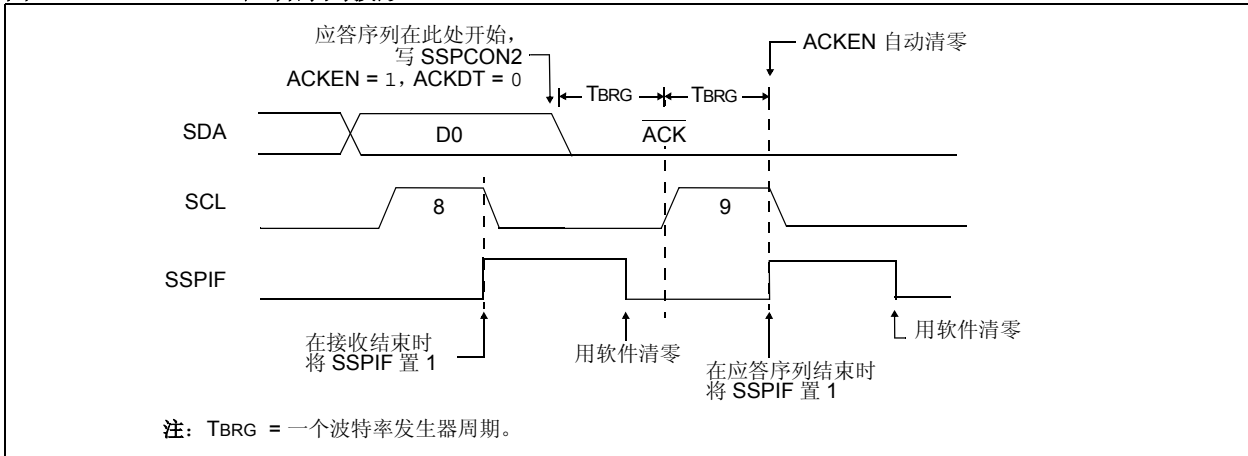 应答序列在此处开始，
写 SSPCON2
ACKEN = 1，ACKDT = 0
ACKEN 自动清零
TBRG
TBRG
SDA
D0
ACK
SCL
8
9
SSPIF
在接收结束时
将 SSPIF 置 1
用软件清零
在应答序列结束时
将 SSPIF 置 1
用软件清零
注：TBRG = 一个波特率发生器周期。